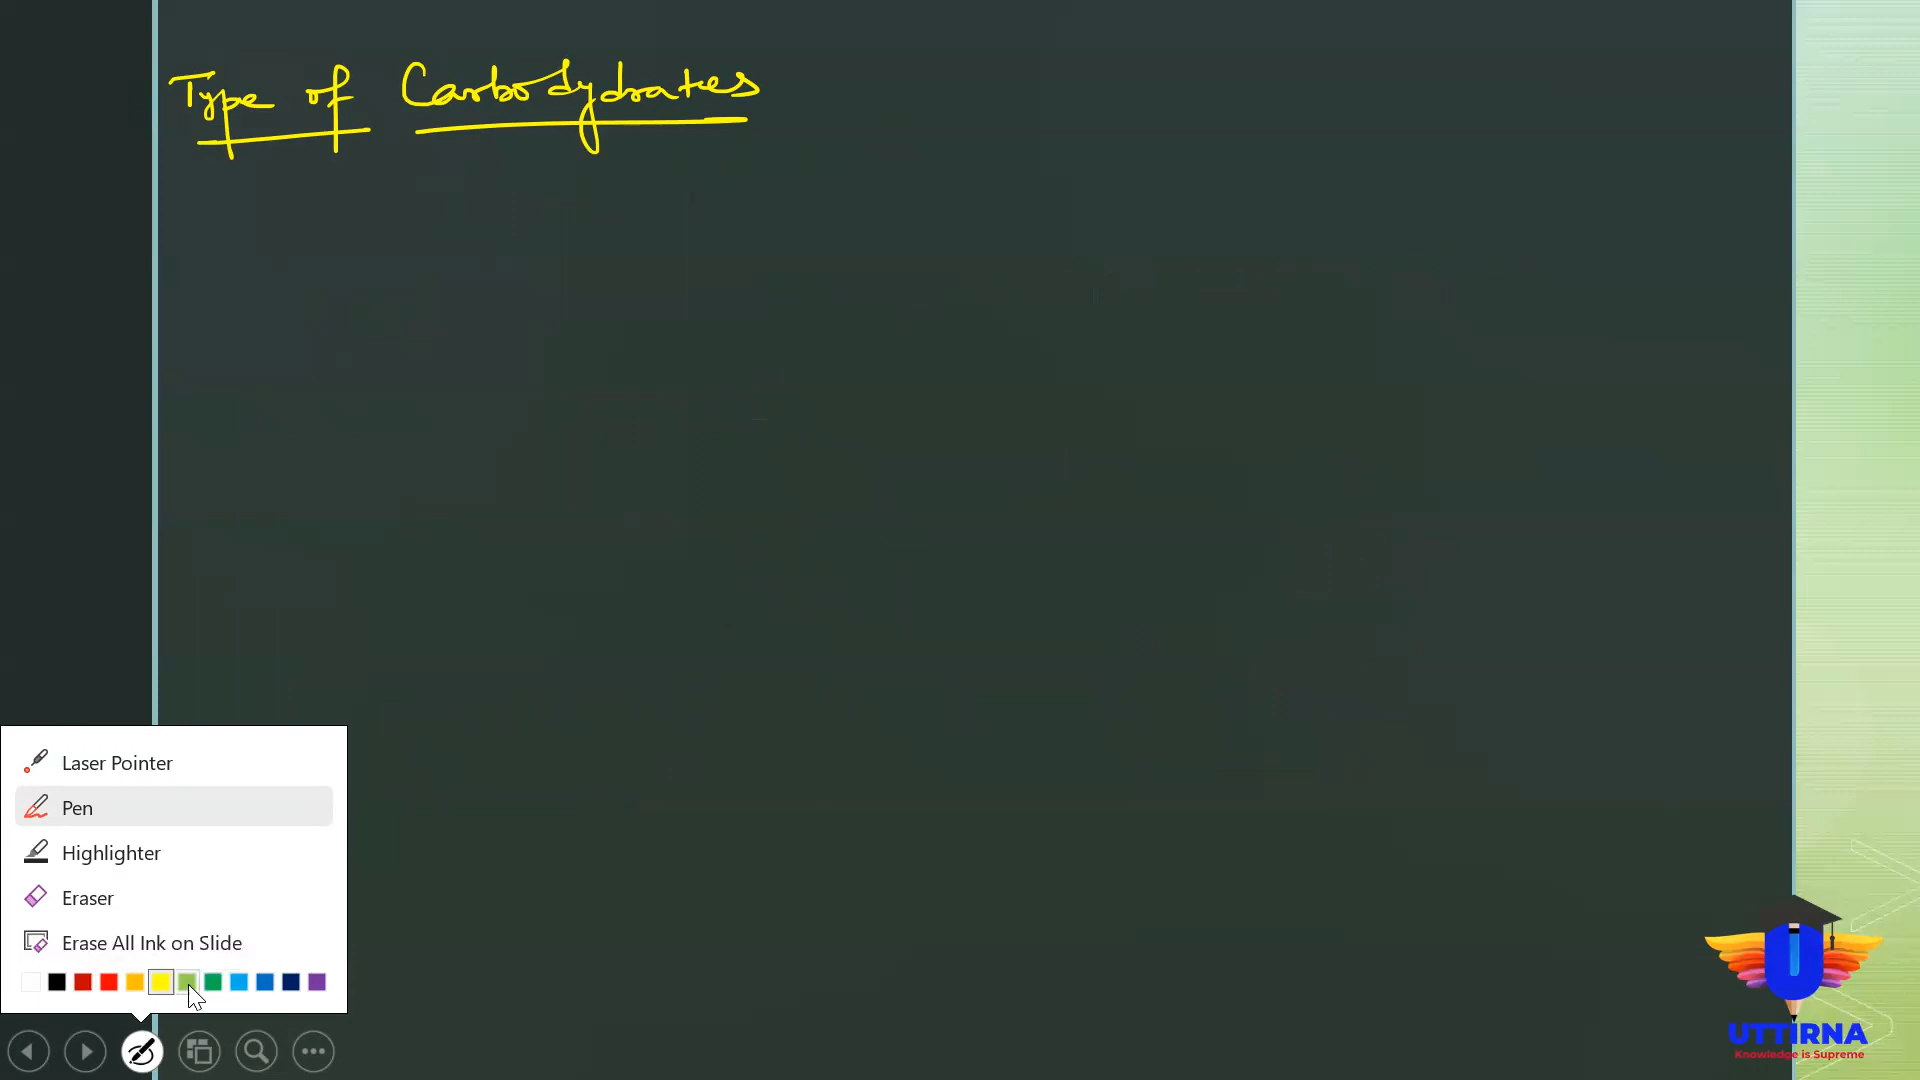 Type of Carbohydrates
Laser Pointer
Pen
Highlighter
Eraser
Erase All Ink on Slide
UTTIRNA
Knowledge is Supreme